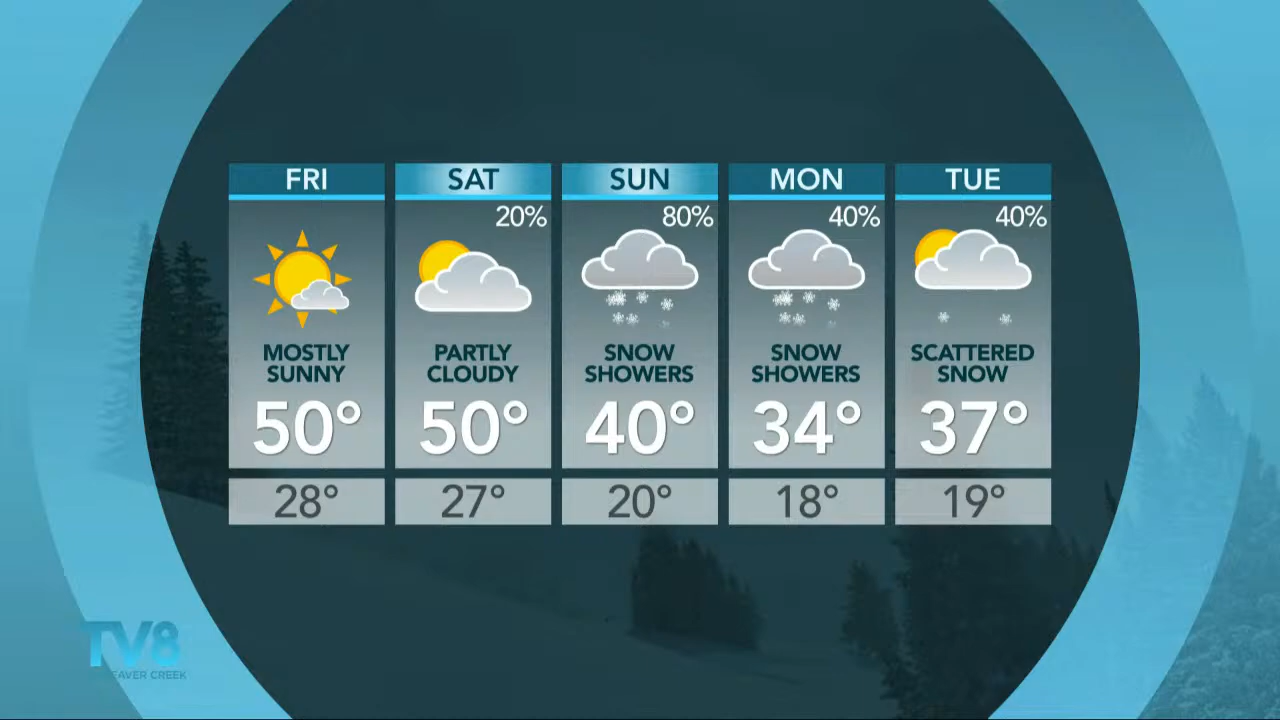 FRI
SAT
SUN
MON
TUE
20%
80%
40%
40%
MOSTLY
SUNNY
PARTLY
CLOUDY
SNOW
SHOWERS
SNOW
SHOWERS
SCATTERED
SNOW
50°
50°
40°
34°
37°
28°
27°
20°
18°
19°
TV8
CREEK